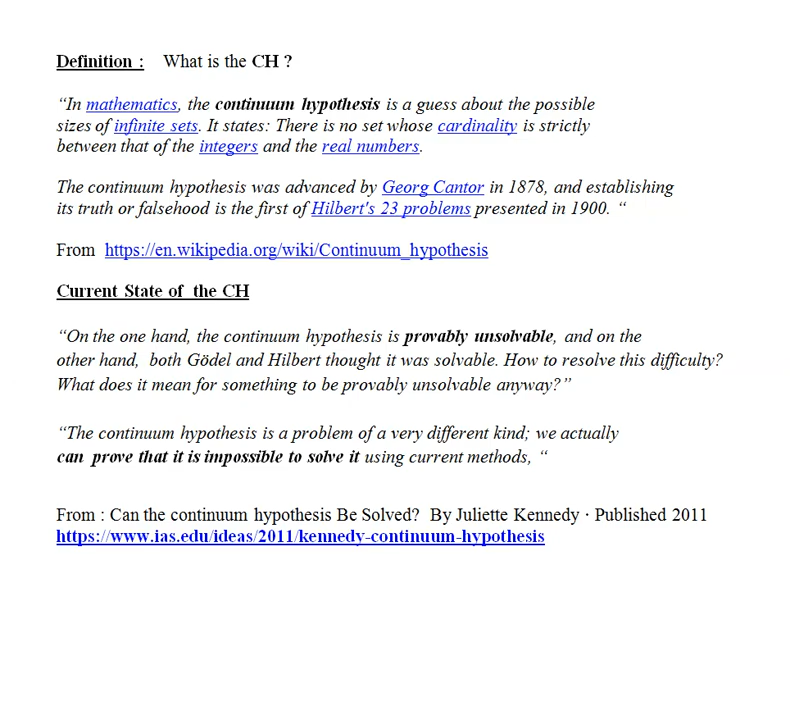 Definition :    What is the CH ?
“In mathematics, the continuum hypothesis is a guess about the possible
sizes of infinite sets. It states: There is no set whose cardinality is strictly
between that of the integers and the real numbers.
The continuum hypothesis was advanced by Georg Cantor in 1878, and establishing
its truth or falsehood is the first of Hilbert's 23 problems presented in 1900. “
From  https://en.wikipedia.org/wiki/Continuum_hypothesis
Current State of  the CH
“On the one hand, the continuum hypothesis is provably unsolvable, and on the
other hand,  both Gödel and Hilbert thought it was solvable. How to resolve this difficulty?
What does it mean for something to be provably unsolvable anyway?”
“The continuum hypothesis is a problem of a very different kind; we actually
can  prove that it is impossible to solve it using current methods, “
From : Can the continuum hypothesis Be Solved?  By Juliette Kennedy · Published 2011
https://www.ias.edu/ideas/2011/kennedy-continuum-hypothesis